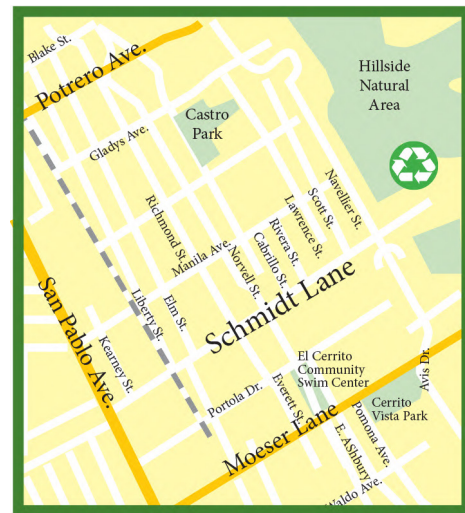 Blake St.
Potrero Ave.
Hillside
Natural
Area
Castro
Park
Gladys Ave.
Richmond St.
Manila Ave.
Norvell St.
Cabrillo St.
Rivera St.
Lawrence St.
Scott St.
Navellier St.
San Pablo Ave.
Kearney St.
Liberty St.
Elm St.
Schmidt Lane
El Cerrito
Community
Swim Center
Portola Dr.
Everett St.
Moeser Lane
E. AShbury
Pomona Ave.
Cerrito
Vista Park
Avis Dr.
Waldo Ave.